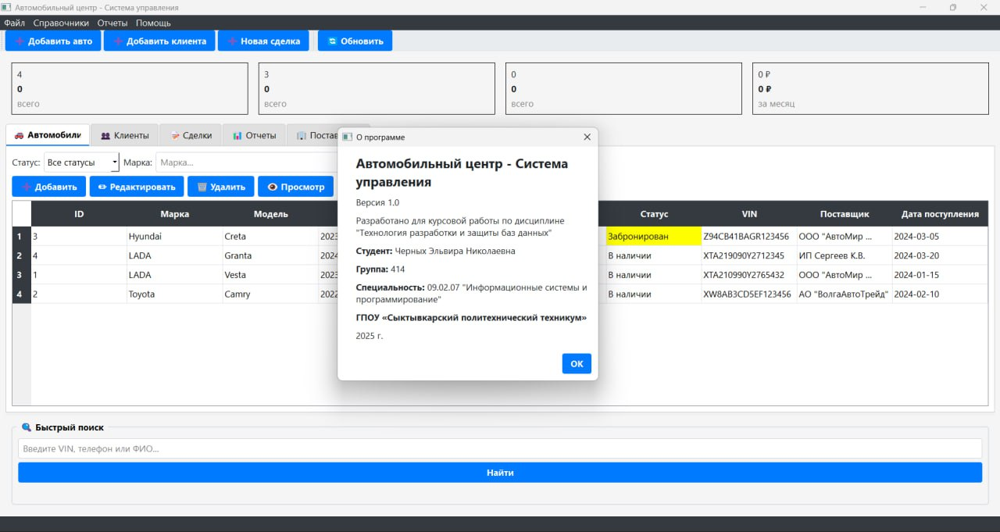 Автомобильный центр - Система управления
Файл Справочники Отчеты Помощь
Добавить авто Добавить клиента Новая сделка Обновить
4 3 0 0 ₽
0 0 0 0 ₽
всего всего всего за месяц
Автомобили Клиенты Сделки Отчеты Постав
Статус: Все статусы Марка: Марка...
Добавить Редактировать Удалить Просмотр
ID Марка Модель Статус VIN Поставщик Дата поступления
1 3 Hyundai Creta 2023 Забронирован Z94CB41BAGR123456 ООО "АвтоМир ... 2024-03-05
2 4 LADA Granta 2024 В наличии XTA219090Y2712345 ИП Сергеев К.В. 2024-03-20
3 1 LADA Vesta 2023 В наличии XTA210990Y2765432 ООО "АвтоМир ... 2024-01-15
4 2 Toyota Camry 2022 В наличии XW8AB3CD5EF123456 АО "ВолгаАвтоТрейд" 2024-02-10
О программе
Автомобильный центр - Система
управления
Версия 1.0
Разработано для курсовой работы по дисциплине
"Технология разработки и защиты баз данных"
Студент: Черных Эльвира Николаевна
Группа: 414
Специальность: 09.02.07 "Информационные системы и
программирование"
ГПОУ «Сыктывкарский политехнический техникум»
2025 г.
OK
Быстрый поиск
Введите VIN, телефон или ФИО...
Найти